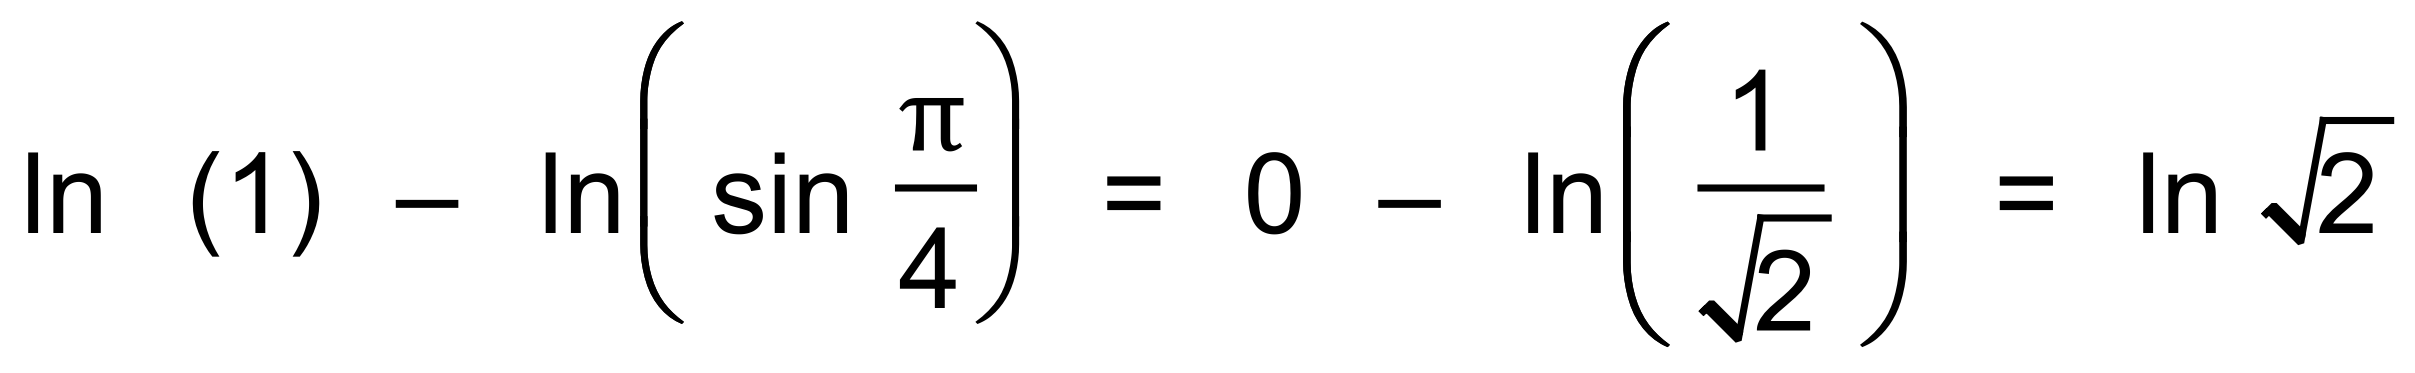 ln (1) – ln( sin π/4 ) = 0 – ln( 1/√2 ) = ln √2